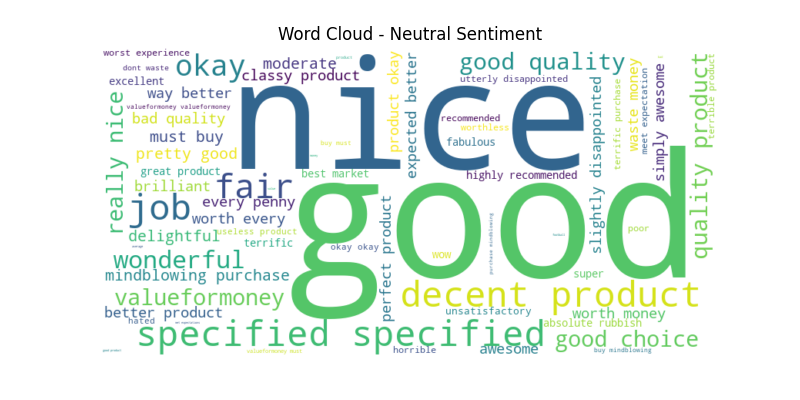 Word Cloud - Neutral Sentiment
worst experience
dont waste
excellent
okay
moderate
classy product
nice
product okay
expected better
good quality
utterly disappointed
slightly disappointed
terrific purchase
waste money
meet expectation
simply awesome
quality product
terrible product
way better
valueformoney valueformoney
bad quality
must buy
pretty good
really nice
great product
brilliant
fair
buy must
best market
recommended
worthless
fabulous
highly recommended
job
every penny
worth every
good
delightful
useless product
terrific
okay okay
perfect product
wow
purchase mindblowing
poor
wonderful
mindblowing purchase
super
valueformoney
decent product
better product
hated
unsatisfactory
worth money
absolute rubbish
specified specified
good choice
valueformoney must
horrible
awesome
buy mindblowing
product